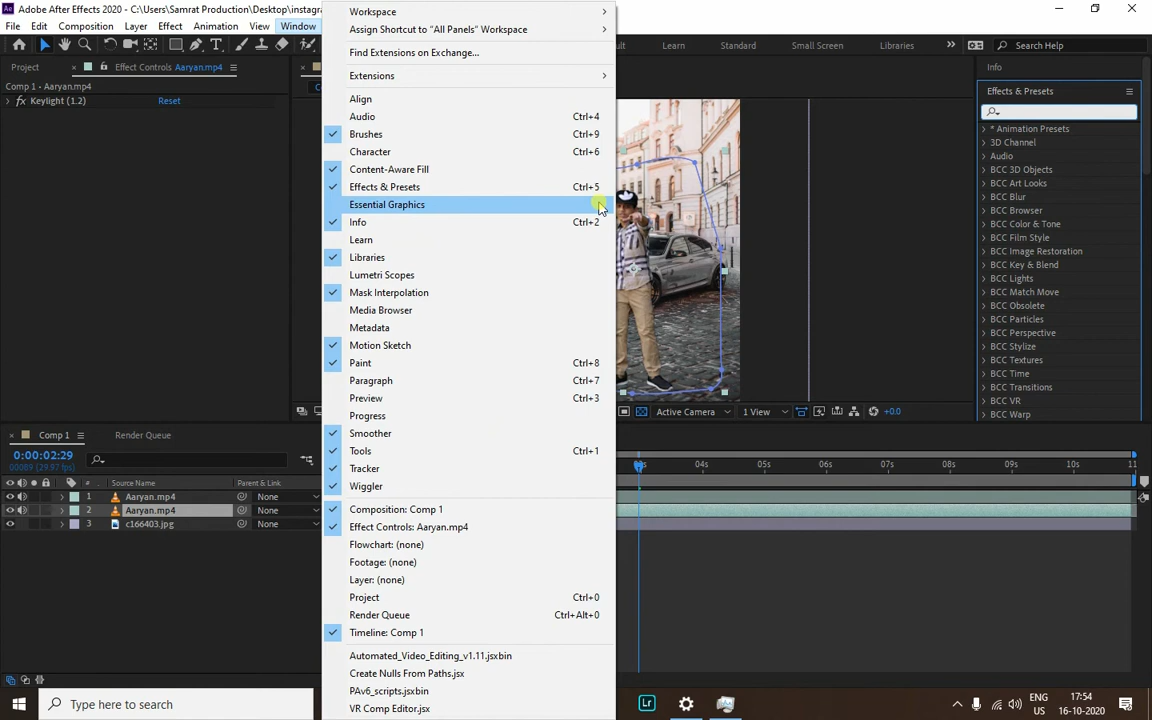 Adobe After Effects 2020 - C:\Users\Samrat Production\Desktop\instagra
File Edit Composition Layer Effect Animation View Window
Learn Standard Small Screen Libraries Search Help
Project Effect Controls Aaryan.mp4
Comp 1 - Aaryan.mp4
fx Keylight (1.2) Reset
Workspace
Assign Shortcut to "All Panels" Workspace
Find Extensions on Exchange...
Extensions
Align
Audio Ctrl+4
Brushes Ctrl+9
Character Ctrl+6
Content-Aware Fill
Effects & Presets Ctrl+5
Essential Graphics
Info Ctrl+2
Learn
Libraries
Lumetri Scopes
Mask Interpolation
Media Browser
Metadata
Motion Sketch
Paint Ctrl+8
Paragraph Ctrl+7
Preview Ctrl+3
Progress
Smoother
Tools Ctrl+1
Tracker
Wiggler
Composition: Comp 1
Effect Controls: Aaryan.mp4
Flowchart: (none)
Footage: (none)
Layer: (none)
Project Ctrl+0
Render Queue Ctrl+Alt+0
Timeline: Comp 1
Automated_Video_Editing_v1.11.jsxbin
Create Nulls From Paths.jsx
PAv6_scripts.jsxbin
VR Comp Editor.jsx
Info
Effects & Presets
* Animation Presets
3D Channel
Audio
BCC 3D Objects
BCC Art Looks
BCC Blur
BCC Browser
BCC Color & Tone
BCC Film Style
BCC Image Restoration
BCC Key & Blend
BCC Lights
BCC Match Move
BCC Obsolete
BCC Particles
BCC Perspective
BCC Stylize
BCC Textures
BCC Time
BCC Transitions
BCC VR
BCC Warp
Active Camera 1 View +0.0
Comp 1 Render Queue
0:00:02:29
00089 (29.97 fps)
# Source Name Parent & Link
1 Aaryan.mp4 None
2 Aaryan.mp4 None
3 c166403.jpg None
04s 05s 06s 07s 08s 09s 10s 11
Type here to search
Lr
ENG 17:54
US 16-10-2020